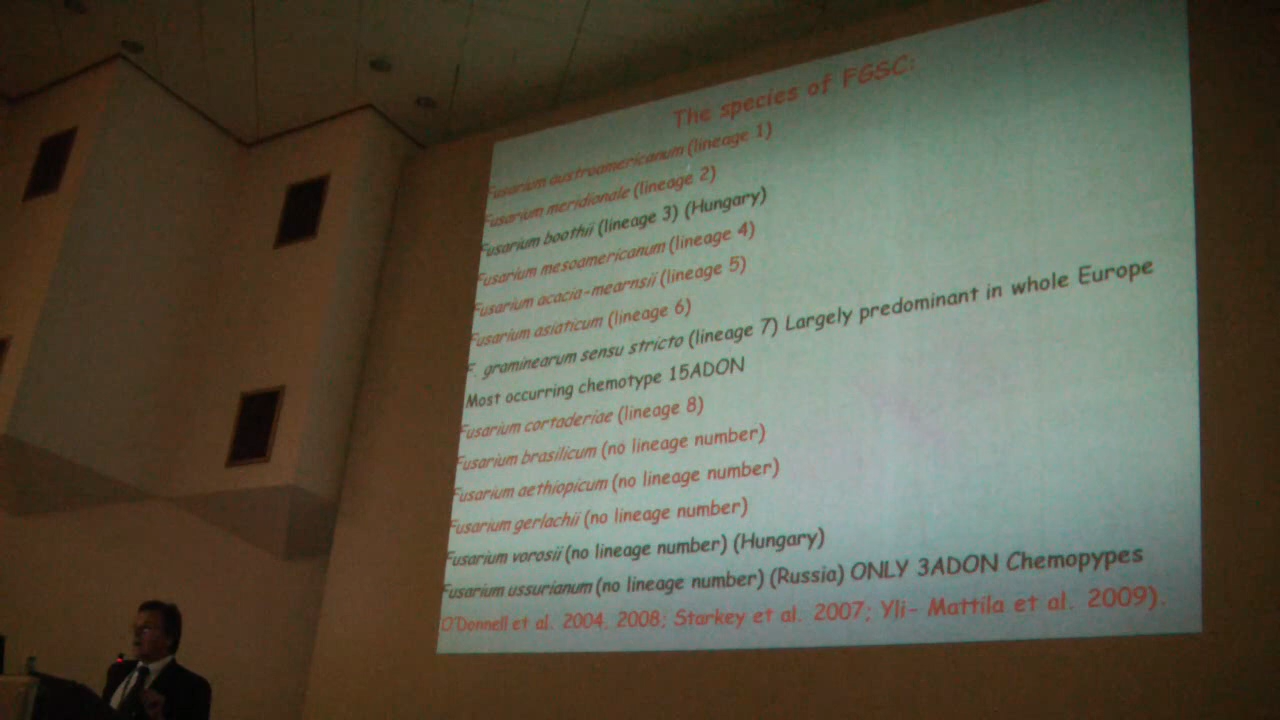 The species of FGSC:
Fusarium austroamericanum (lineage 1)
Fusarium meridionale (lineage 2)
Fusarium boothii (lineage 3) (Hungary)
Fusarium mesoamericanum (lineage 4)
Fusarium acacia-mearnsii (lineage 5)
Fusarium asiaticum (lineage 6)
F. graminearum sensu stricto (lineage 7) Largely predominant in whole Europe
Most occurring chemotype 15ADON
Fusarium cortaderiae (lineage 8)
Fusarium brasilicum (no lineage number)
Fusarium aethiopicum (no lineage number)
Fusarium gerlachii (no lineage number)
Fusarium vorosii (no lineage number) (Hungary)
Fusarium ussurianum (no lineage number) (Russia) ONLY 3ADON Chemopypes
O'Donnell et al. 2004, 2008; Starkey et al. 2007; Yli- Mattila et al. 2009).